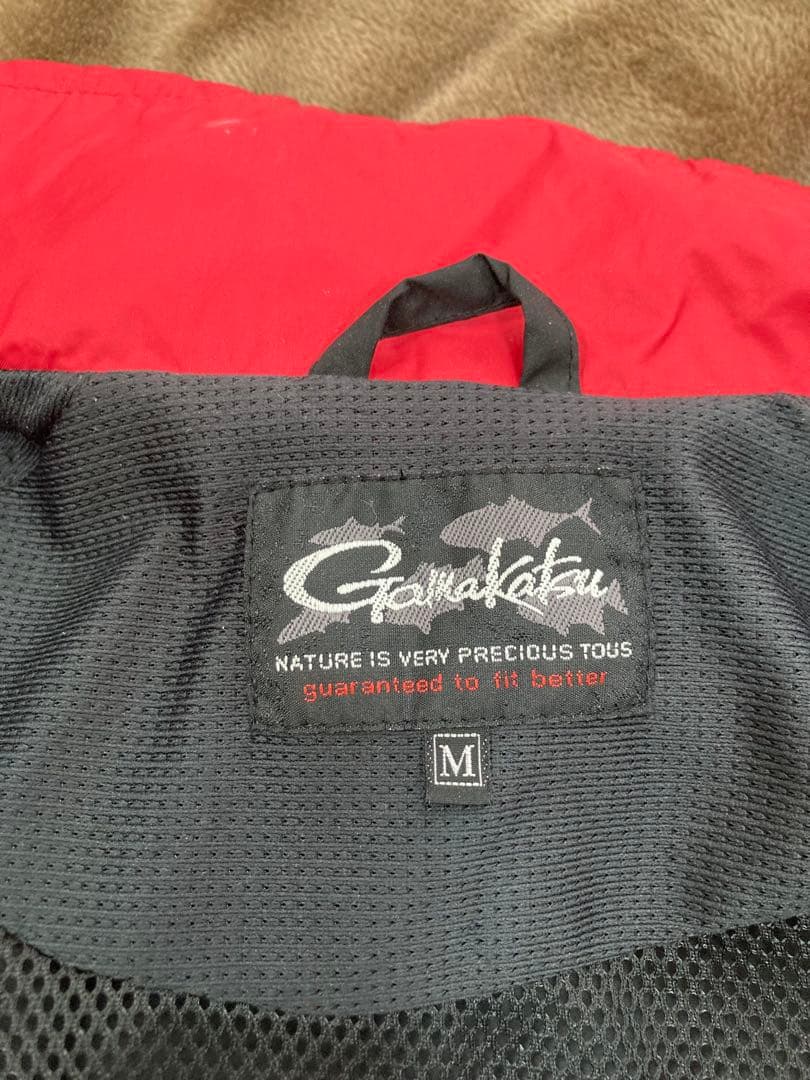 Gamakatsu
NATURE IS VERY PRECIOUS TOUS
guaranteed to fit better
M